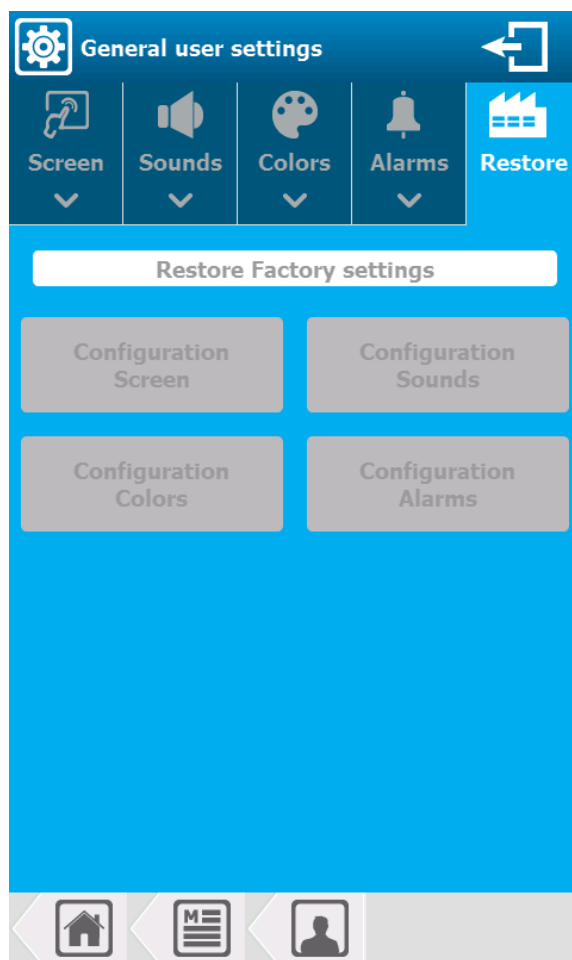 General user settings
Screen Sounds Colors Alarms Restore
Restore Factory settings
Configuration
Screen
Configuration
Sounds
Configuration
Colors
Configuration
Alarms
M